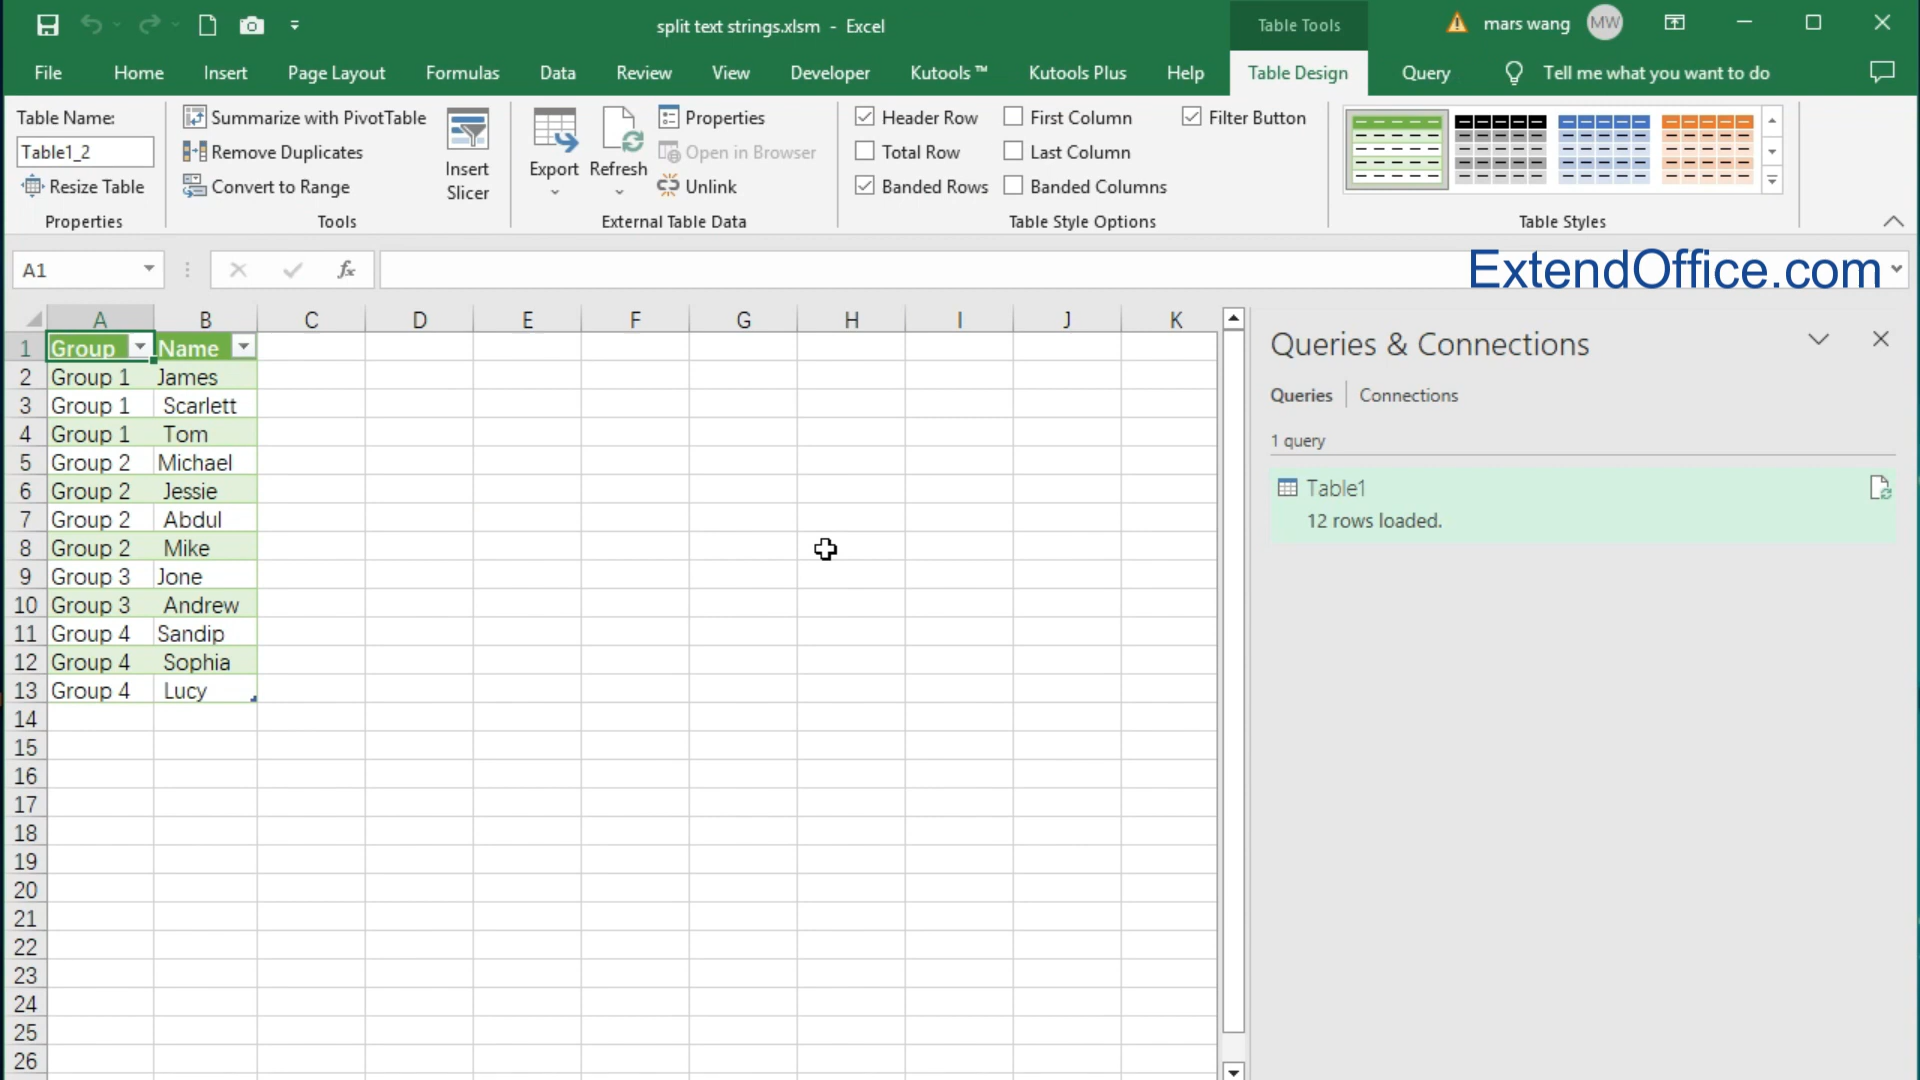 split text strings.xlsm - Excel
Table Tools
mars wang
MW
File Home Insert Page Layout Formulas Data Review View Developer Kutools ™ Kutools Plus Help Table Design Query Tell me what you want to do
Table Name:
Table1_2
Resize Table
Properties
Summarize with PivotTable
Remove Duplicates
Convert to Range
Insert
Slicer
Tools
Export
Refresh
Properties
Open in Browser
Unlink
External Table Data
Header Row
Total Row
Banded Rows
First Column
Last Column
Banded Columns
Filter Button
Table Style Options
Table Styles
A1
fx
ExtendOffice.com
A B C D E F G H I J K
1 Group Name
2 Group 1 James
3 Group 1 Scarlett
4 Group 1 Tom
5 Group 2 Michael
6 Group 2 Jessie
7 Group 2 Abdul
8 Group 2 Mike
9 Group 3 Jone
10 Group 3 Andrew
11 Group 4 Sandip
12 Group 4 Sophia
13 Group 4 Lucy
14
15
16
17
18
19
20
21
22
23
24
25
26
Queries & Connections
Queries Connections
1 query
Table1
12 rows loaded.